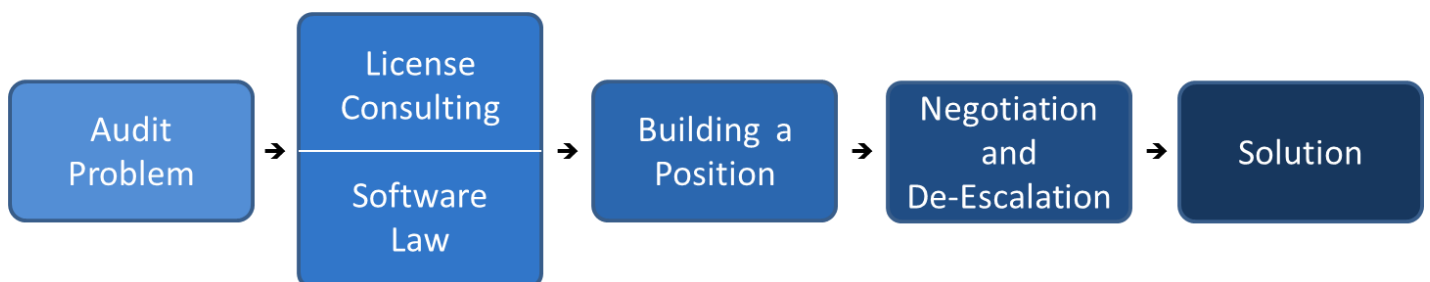 Audit
Problem
License
Consulting
Software
Law
Building a
Position
Negotiation
and
De-Escalation
Solution